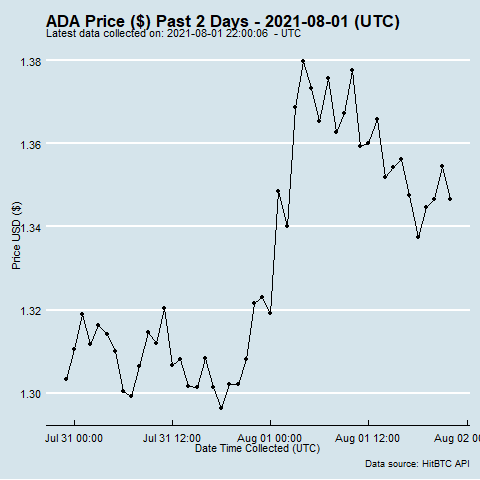 ADA Price ($) Past 2 Days - 2021-08-01 (UTC)
Latest data collected on: 2021-08-01 22:00:06 - UTC
1.38
1.36
1.34
1.32
1.30
Price USD ($)
Jul 31 00:00
Jul 31 12:00
Aug 01 00:00
Aug 01 12:00
Aug 02 0
Date Time Collected (UTC)
Data source: HitBTC API